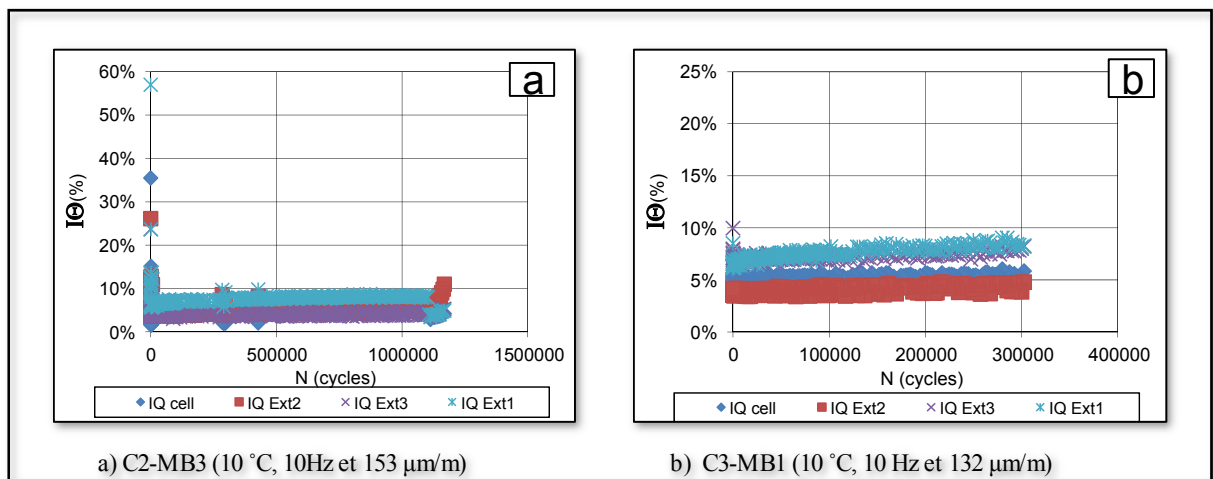 a
60%
50%
40%
30%
20%
10%
0%
IΘ(%)
0 500000 1000000 1500000
N (cycles)
IQ cell IQ Ext2 IQ Ext3 IQ Ext1
a) C2-MB3 (10 ˚C, 10Hz et 153 μm/m)
b
25%
20%
15%
10%
5%
0%
IΘ(%)
0 100000 200000 300000 400000
N (cycles)
IQ cell IQ Ext2 IQ Ext3 IQ Ext1
b) C3-MB1 (10 ˚C, 10 Hz et 132 μm/m)